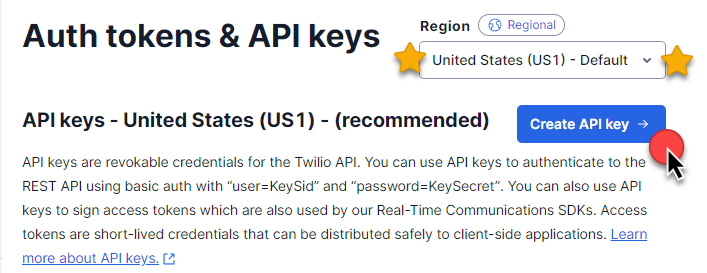 Auth tokens & API keys
Region Regional
United States (US1) - Default
API keys - United States (US1) - (recommended)
Create API key →
API keys are revokable credentials for the Twilio API. You can use API keys to authenticate to the
REST API using basic auth with “user=KeySid” and “password=KeySecret”. You can also use API
keys to sign access tokens which are also used by our Real-Time Communications SDKs. Access
tokens are short-lived credentials that can be distributed safely to client-side applications. Learn
more about API keys.